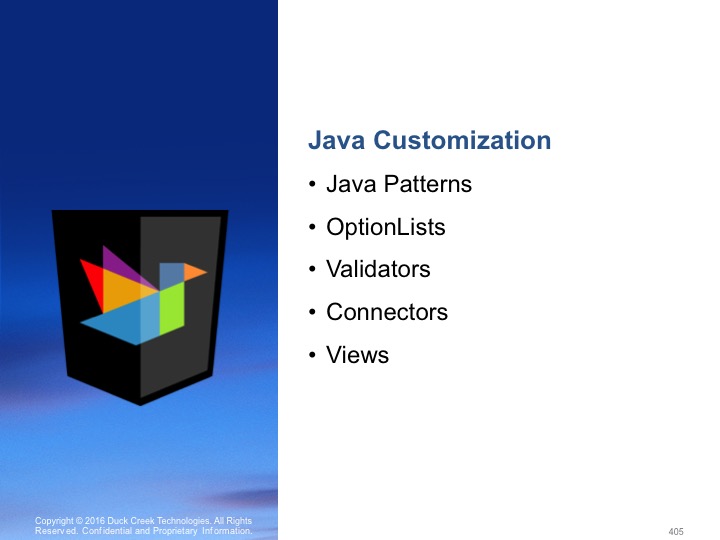 Java Customization
• Java Patterns
• OptionLists
• Validators
• Connectors
• Views
Copyright © 2016 Duck Creek Technologies. All Rights
Reserved. Confidential and Proprietary Information.
405